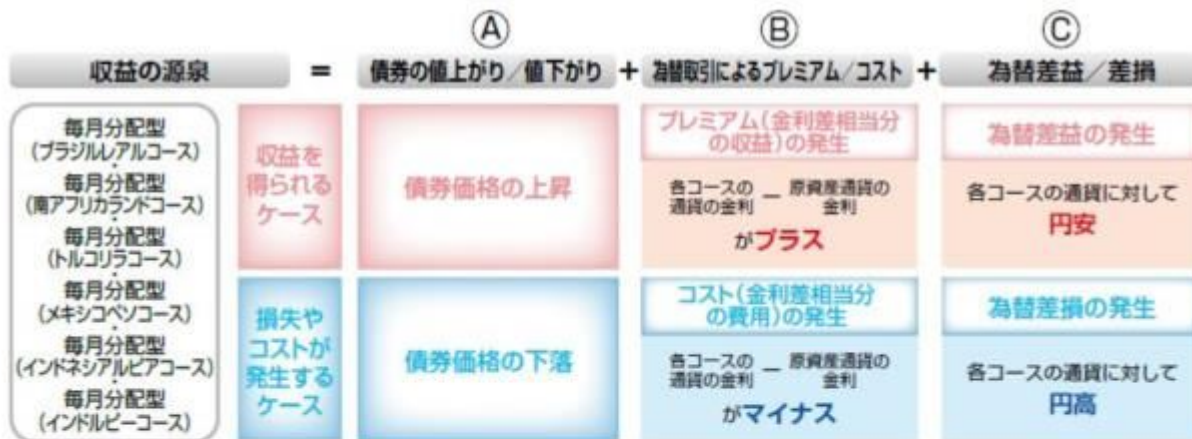 Ⓐ Ⓑ Ⓒ
収益の源泉 = 債券の値上がり／値下がり + 為替取引によるプレミアム／コスト + 為替差益／差損
毎月分配型
(ブラジルレアルコース)
・
毎月分配型
(南アフリカランドコース)
・
毎月分配型
(トルコリラコース)
・
毎月分配型
(メキシコペソコース)
・
毎月分配型
(インドネシアルピアコース)
・
毎月分配型
(インドルピーコース)
収益を
得られる
ケース
債券価格の上昇
プレミアム(金利差相当分
の収益)の発生
各コースの
通貨の金利
－
原資産通貨の
金利
がプラス
為替差益の発生
各コースの通貨に対して
円安
損失や
コストが
発生する
ケース
債券価格の下落
コスト(金利差相当分
の費用)の発生
各コースの
通貨の金利
－
原資産通貨の
金利
がマイナス
為替差損の発生
各コースの通貨に対して
円高